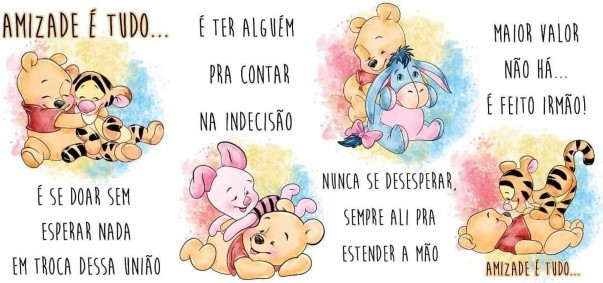 AMIZADE É TUDO...
É SE DOAR SEM
ESPERAR NADA
EM TROCA DESSA UNIÃO
É TER ALGUÉM
PRA CONTAR
NA INDECISÃO
NUNCA SE DESESPERAR,
SEMPRE ALI PRA
ESTENDER A MÃO
MAIOR VALOR
NÃO HÁ...
É FEITO IRMÃO!
AMIZADE É TUDO...